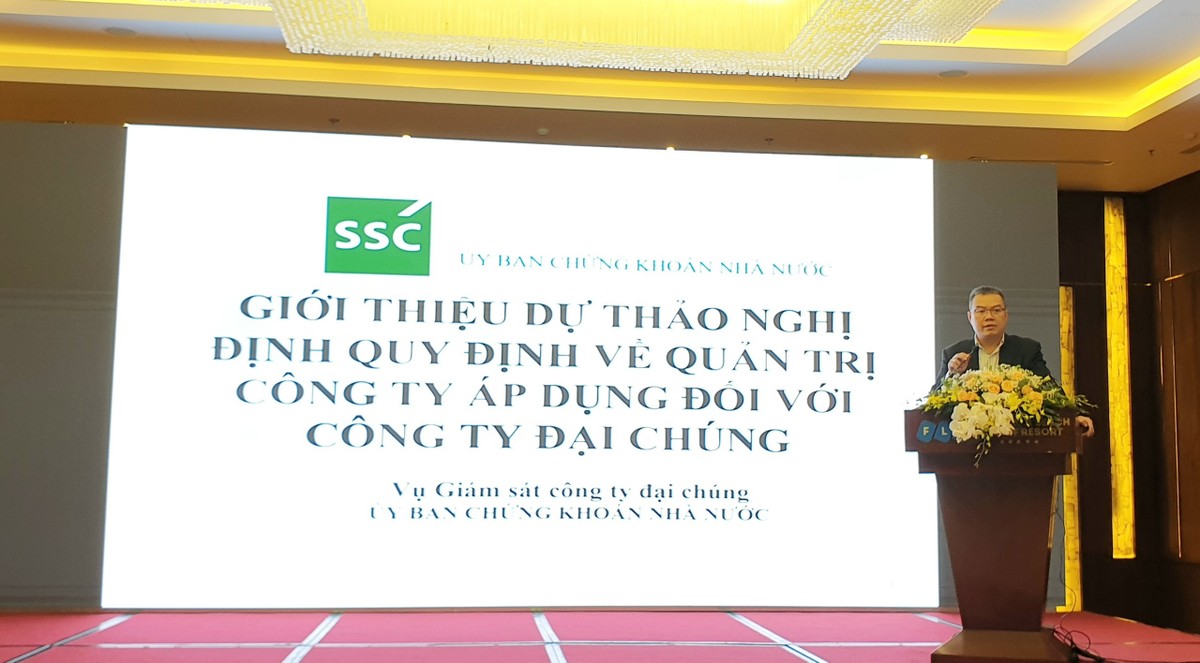 SSC
ỦY BAN CHỨNG KHOÁN NHÀ NƯỚC
GIỚI THIỆU DỰ THẢO NGHỊ
ĐỊNH QUY ĐỊNH VỀ QUẢN TRỊ
CÔNG TY ÁP DỤNG ĐỐI VỚI
CÔNG TY ĐẠI CHÚNG
Vụ Giám sát công ty đại chúng
ỦY BAN CHỨNG KHOÁN NHÀ NƯỚC
F L
RESORT